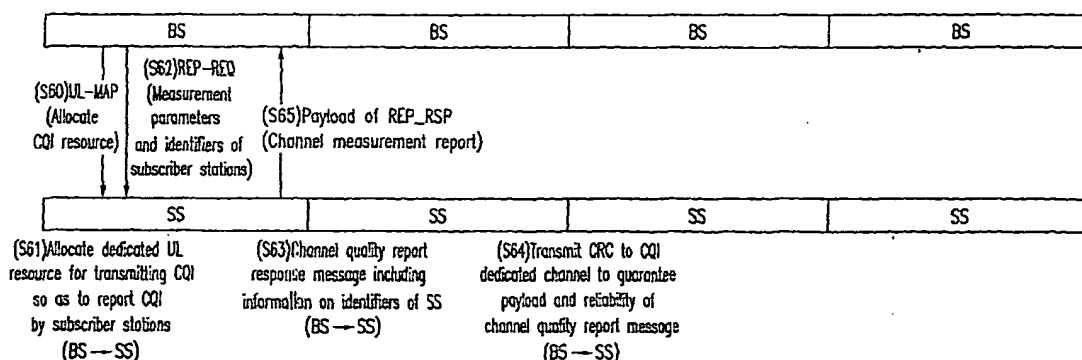 BS BS BS BS
(S60)UL-MAP
(Allocate
CQI resource)
(S62)REP-REQ
(Measurement
parameters
and identifiers of
subscriber stations)
(S65)Payload of REP_RSP
(Channel measurement report)
SS SS SS SS
(S61)Allocate dedicated UL
resource for transmitting CQI
so as to report CQI
by subscriber stations
(BS→SS)
(S63)Channel quality report
response message including
information on identifiers of SS
(BS→SS)
(S64)Transmit CRC to CQI
dedicated channel to guarantee
payload and reliability of
channel quality report message
(BS→SS)